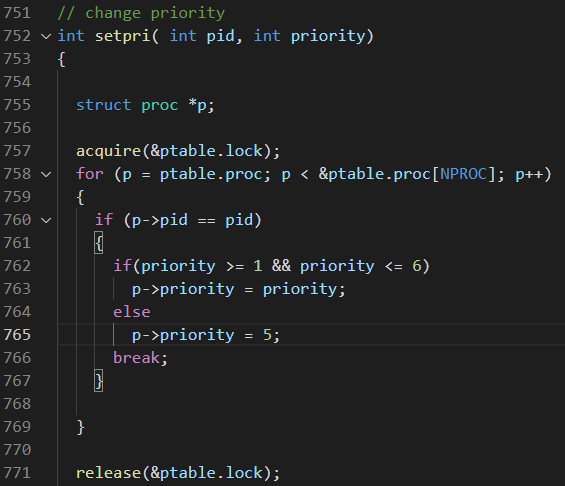 751 // change priority
752 int setpri( int pid, int priority)
753 {
754
755   struct proc *p;
756
757   acquire(&ptable.lock);
758   for (p = ptable.proc; p < &ptable.proc[NPROC]; p++)
759   {
760     if (p->pid == pid)
761     {
762       if(priority >= 1 && priority <= 6)
763         p->priority = priority;
764       else
765         p->priority = 5;
766       break;
767     }
768
769   }
770
771   release(&ptable.lock);